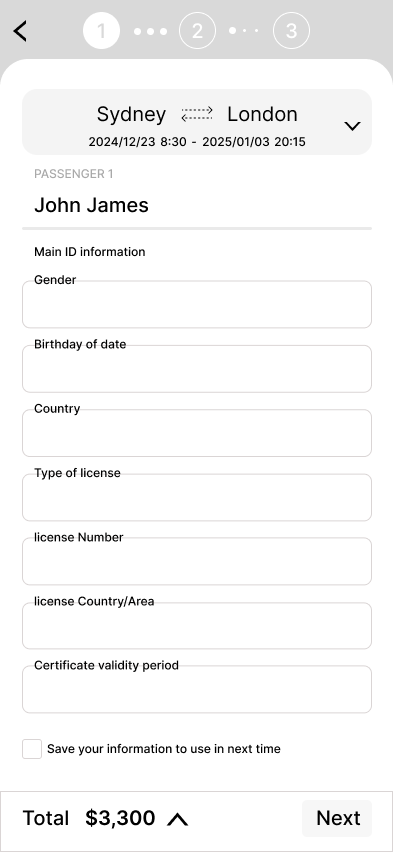 1 2 3
Sydney London
2024/12/23 8:30 - 2025/01/03 20:15
PASSENGER 1
John James
Main ID information
Gender
Birthday of date
Country
Type of license
license Number
license Country/Area
Certificate validity period
Save your information to use in next time
Total $3,300 Next